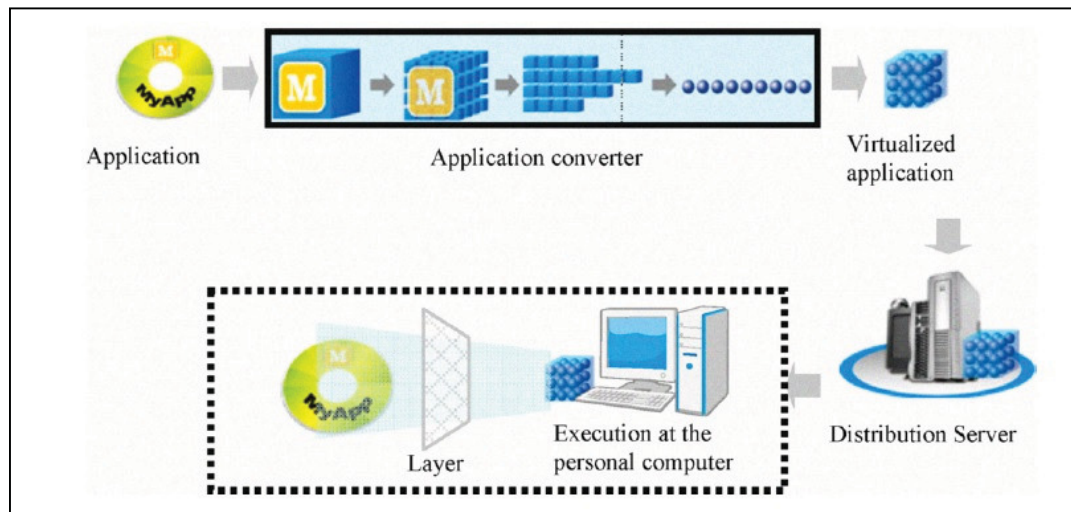 M
MyApp
M
M
Application
Application converter
Virtualized
application
M
MyApp
Layer
Execution at the
personal computer
Distribution Server